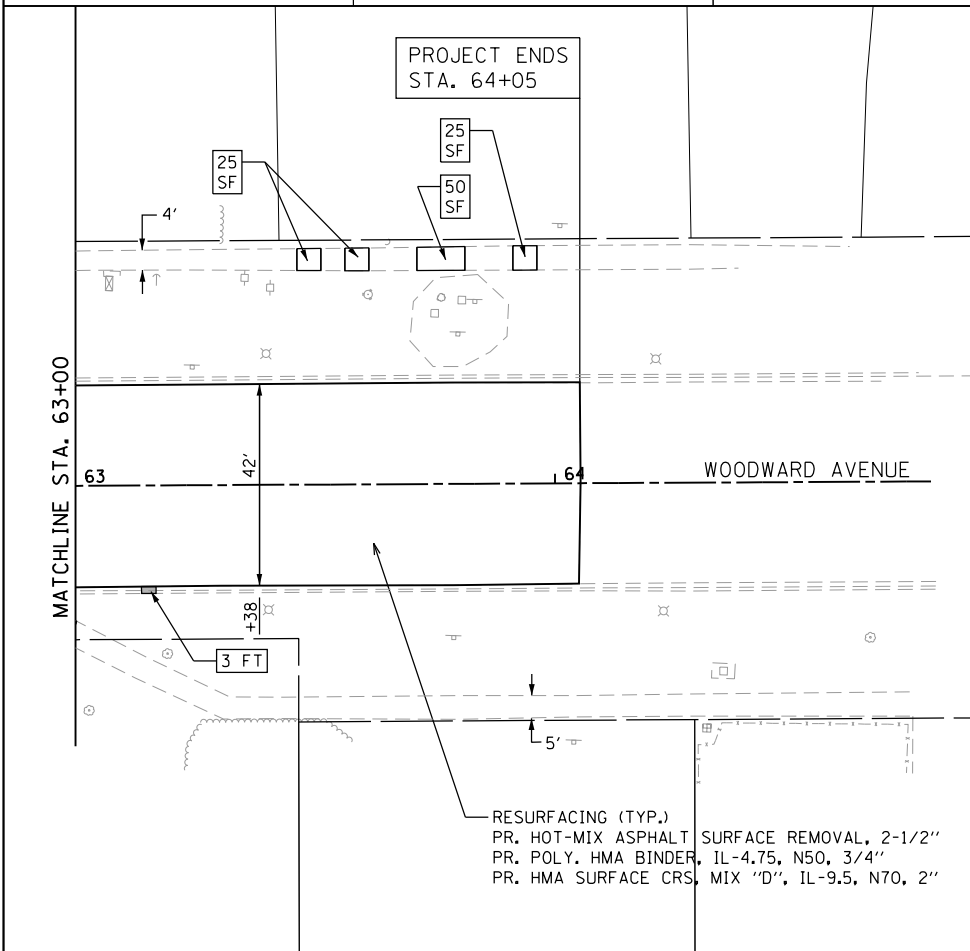 PROJECT ENDS
STA. 64+05
25
SF
25
SF
50
SF
4'
MATCHLINE STA. 63+00
63
42'
64
WOODWARD AVENUE
+38
3 FT
5'
RESURFACING (TYP.)
PR. HOT-MIX ASPHALT SURFACE REMOVAL, 2-1/2"
PR. POLY. HMA BINDER, IL-4.75, N50, 3/4"
PR. HMA SURFACE CRS, MIX "D", IL-9.5, N70, 2"